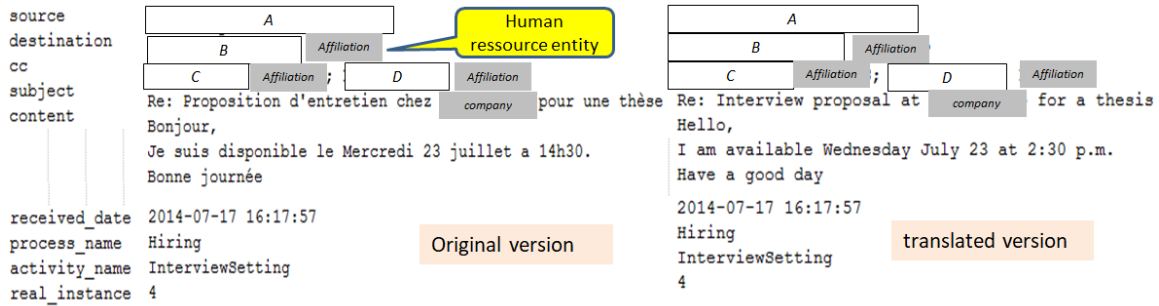 source A
destination B Affiliation
Human ressource entity
cc C Affiliation ; D Affiliation
subject Re: Proposition d'entretien chez company pour une thèse
content Bonjour,
Je suis disponible le Mercredi 23 juillet a 14h30.
Bonne journée
received_date 2014-07-17 16:17:57
process_name Hiring
activity_name InterviewSetting
real_instance 4
Original version
A
B Affiliation
C Affiliation ; D Affiliation
Re: Interview proposal at company for a thesis
Hello,
I am available Wednesday July 23 at 2:30 p.m.
Have a good day
2014-07-17 16:17:57
Hiring
InterviewSetting
4
translated version